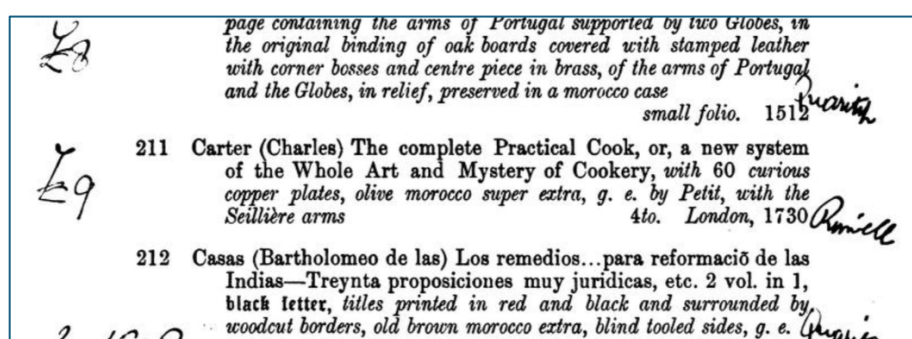 page containing the arms of Portugal supported by two Globes, in
£8
the original binding of oak boards covered with stamped leather
with corner bosses and centre piece in brass, of the arms of Portugal
and the Globes, in relief, preserved in a morocco case
small folio. 1512 Quaritch
211 Carter (Charles) The complete Practical Cook, or, a new system
of the Whole Art and Mystery of Cookery, with 60 curious
£9
copper plates, olive morocco super extra, g. e. by Petit, with the
Seillière arms 4to. London, 1730
212 Casas (Bartholomeo de las) Los remedios...para reformaciō de las
Indias—Treynta proposiciones muy juridicas, etc. 2 vol. in 1,
black letter, titles printed in red and black and surrounded by
woodcut borders, old brown morocco extra, blind tooled sides, g. e.